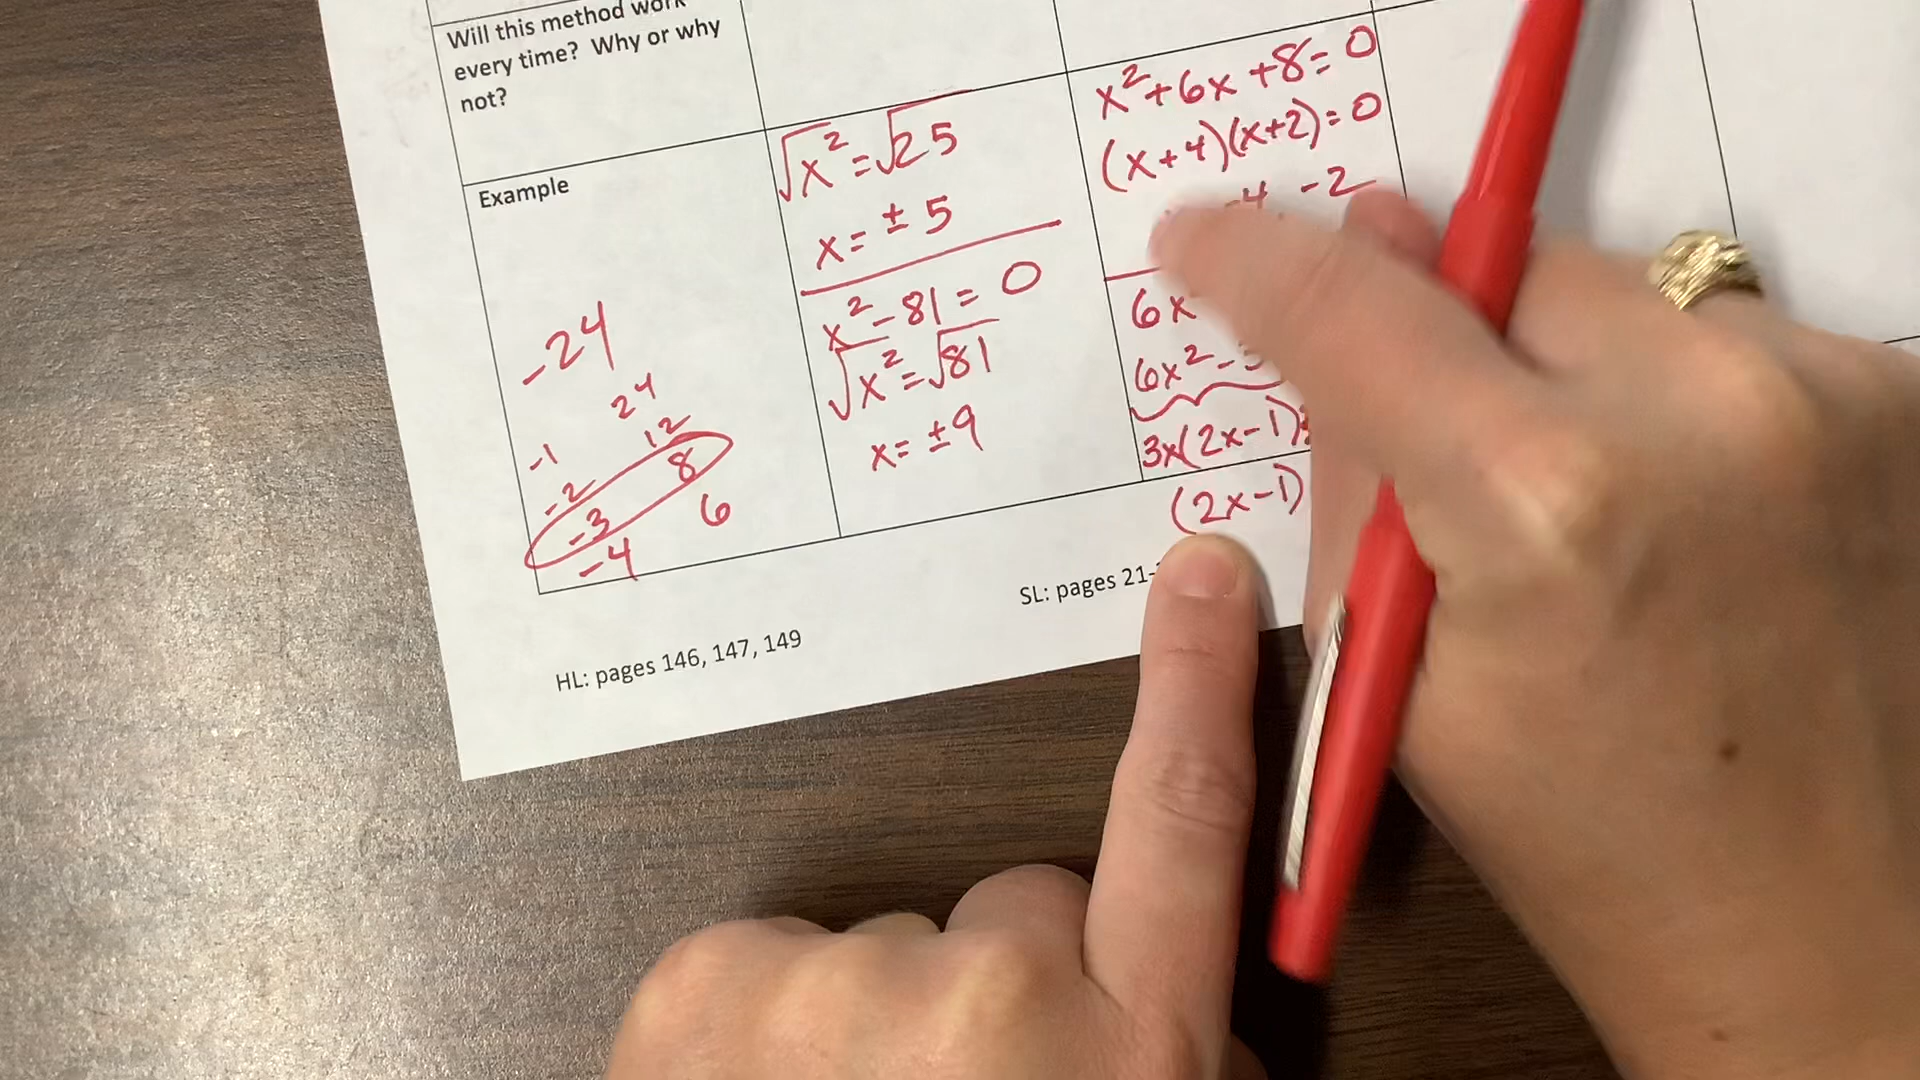 Will this method work
every time? Why or why
not?
Example
-24
24
-1 12
-2 8
-3 6
-4
√x² = √25
x = ± 5
x² - 81 = 0
√x² = √81
x = ± 9
x² + 6x + 8 = 0
(x + 4)(x + 2) = 0
-4, -2
6x
6x² - 3
3x(2x - 1)
(2x - 1)
HL: pages 146, 147, 149
SL: pages 21-